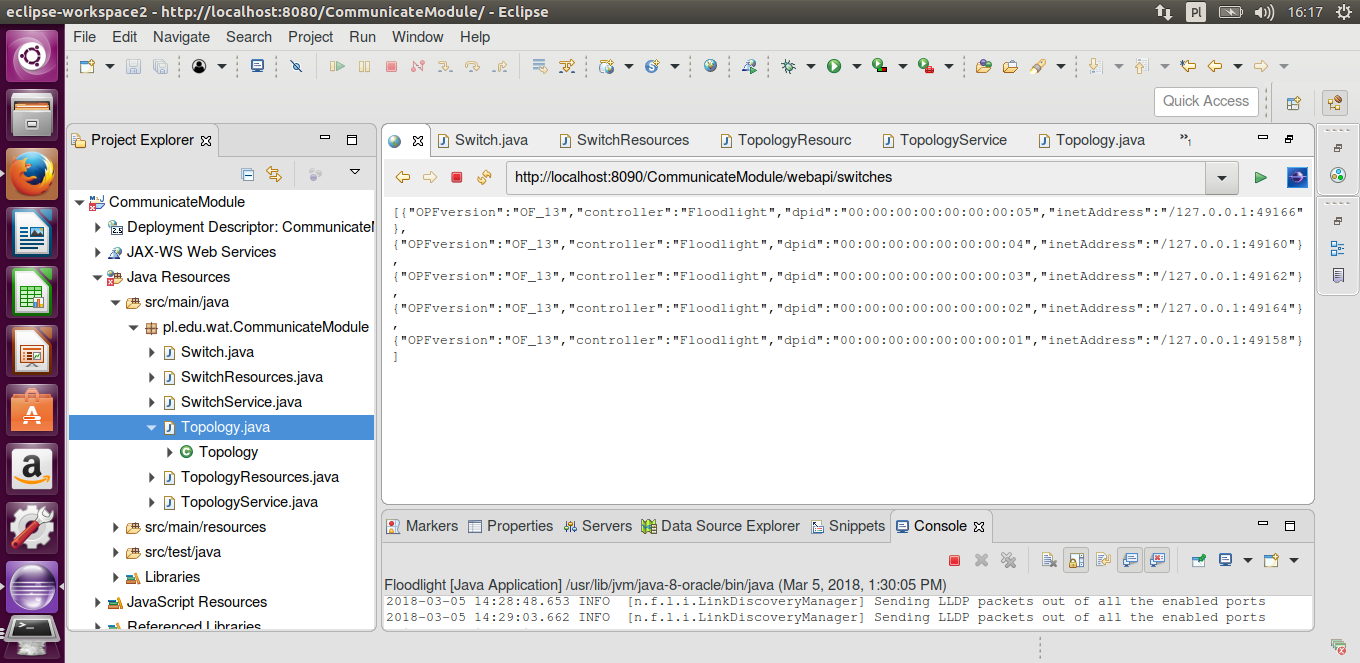 eclipse-workspace2 - http://localhost:8080/CommunicateModule/ - Eclipse
Pl
16:17
File Edit Navigate Search Project Run Window Help
Quick Access
Project Explorer
Switch.java
SwitchResources
TopologyResourc
TopologyService
Topology.java
»1
http://localhost:8090/CommunicateModule/webapi/switches
CommunicateModule
Deployment Descriptor: Communicatel
JAX-WS Web Services
Java Resources
src/main/java
pl.edu.wat.CommunicateModule
Switch.java
SwitchResources.java
SwitchService.java
Topology.java
Topology
TopologyResources.java
TopologyService.java
src/main/resources
src/test/java
Libraries
JavaScript Resources
Referenced Libraries
[{"OPFversion":"OF_13","controller":"Floodlight","dpid":"00:00:00:00:00:00:00:05","inetAddress":"/127.0.0.1:49166"
},
{"OPFversion":"OF_13","controller":"Floodlight","dpid":"00:00:00:00:00:00:00:04","inetAddress":"/127.0.0.1:49160"}
,
{"OPFversion":"OF_13","controller":"Floodlight","dpid":"00:00:00:00:00:00:00:03","inetAddress":"/127.0.0.1:49162"}
,
{"OPFversion":"OF_13","controller":"Floodlight","dpid":"00:00:00:00:00:00:00:02","inetAddress":"/127.0.0.1:49164"}
,
{"OPFversion":"OF_13","controller":"Floodlight","dpid":"00:00:00:00:00:00:00:01","inetAddress":"/127.0.0.1:49158"}
]
Markers Properties Servers Data Source Explorer Snippets Console
Floodlight [Java Application] /usr/lib/jvm/java-8-oracle/bin/java (Mar 5, 2018, 1:30:05 PM)
2018-03-05 14:28:48.653 INFO [n.f.l.i.LinkDiscoveryManager] Sending LLDP packets out of all the enabled ports
2018-03-05 14:29:03.662 INFO [n.f.l.i.LinkDiscoveryManager] Sending LLDP packets out of all the enabled ports